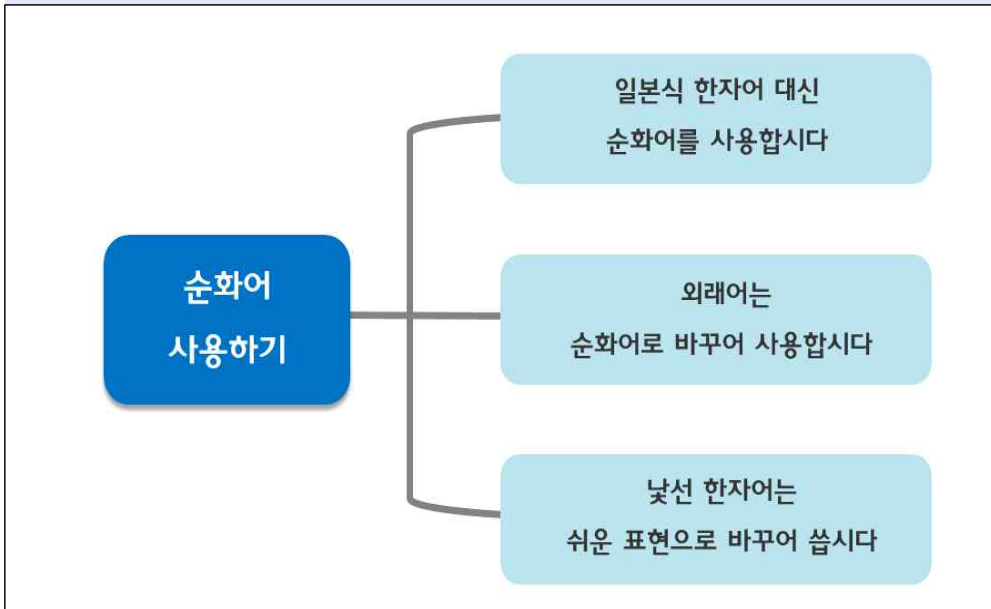 순화어
사용하기
일본식 한자어 대신
순화어를 사용합시다
외래어는
순화어로 바꾸어 사용합시다
낯선 한자어는
쉬운 표현으로 바꾸어 씁시다